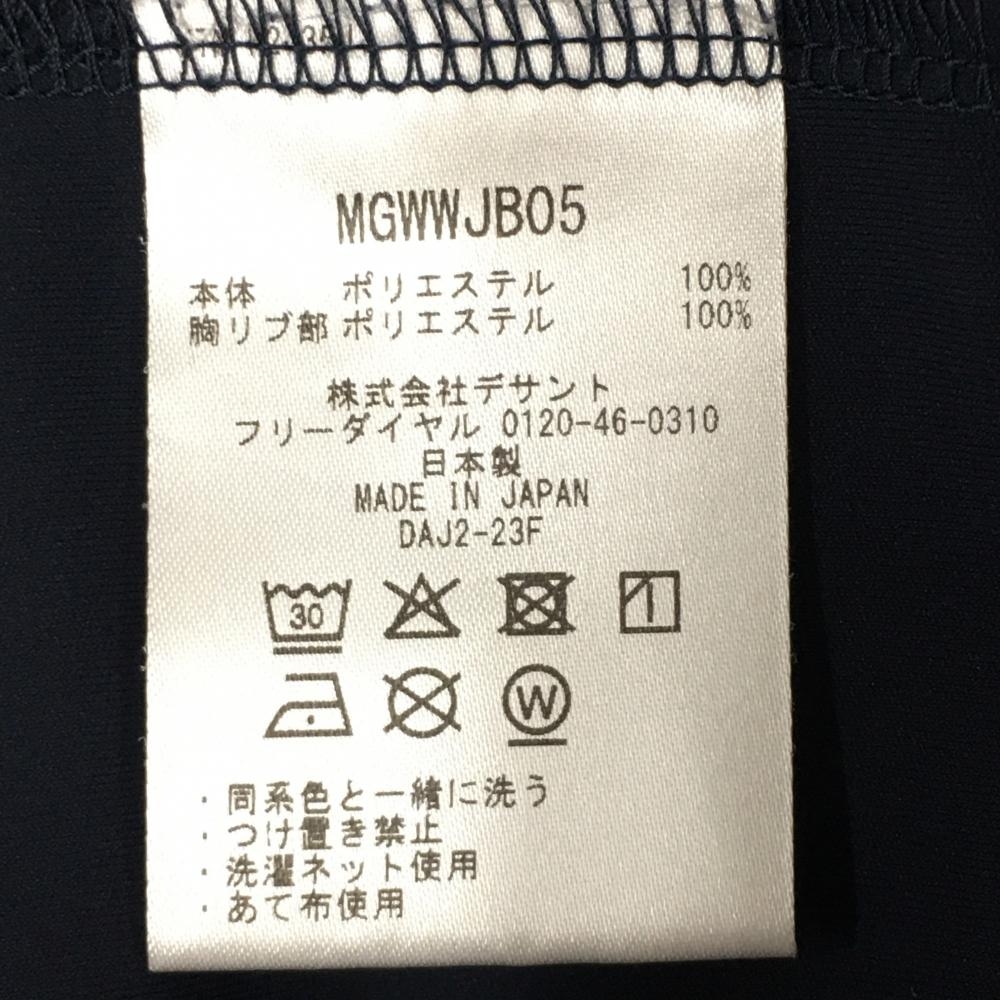 MGWWJB05
本体 ポリエステル 100%
胸リブ部 ポリエステル 100%
株式会社デサント
フリーダイヤル 0120-46-0310
日本製
MADE IN JAPAN
DAJ2-23F
30
W
・同系色と一緒に洗う
・つけ置き禁止
・洗濯ネット使用
・あて布使用